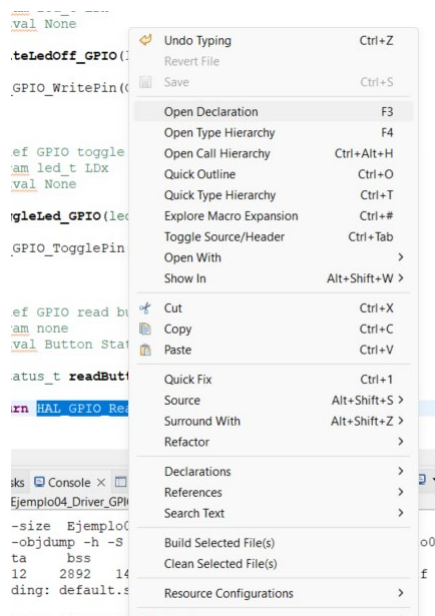 val None
Undo Typing Ctrl+Z
Revert File
teLedOff_GPIO(
Save Ctrl+S
GPIO_WritePin(
Open Declaration F3
Open Type Hierarchy F4
ef GPIO toggle
Open Call Hierarchy Ctrl+Alt+H
am led_t LDx
Quick Outline Ctrl+O
val None
Quick Type Hierarchy Ctrl+T
ggleLed_GPIO(led
Explore Macro Expansion Ctrl+#
Toggle Source/Header Ctrl+Tab
GPIO_TogglePin
Open With
Show In Alt+Shift+W
ef GPIO read bu
Cut Ctrl+X
am none
Copy Ctrl+C
val Button Stat
Paste Ctrl+V
atus_t readButt
Quick Fix Ctrl+1
Source Alt+Shift+S
rn HAL_GPIO_Rea
Surround With Alt+Shift+Z
Refactor
Declarations
sks Console
References
Ejemplo04_Driver_GPI
Search Text
-size Ejemplo0
-objdump -h -S
Build Selected File(s)
ta bss
Clean Selected File(s)
12 2892 14
ding: default.s
Resource Configurations